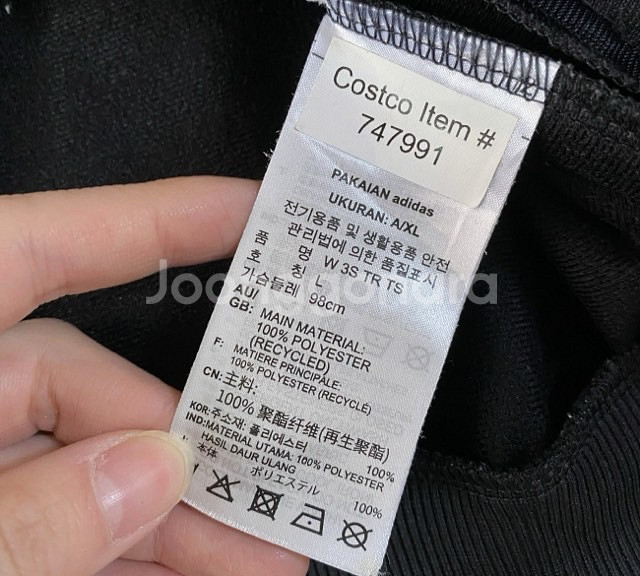 Costco Item #
747991
PAKAIAN adidas
UKURAN: A/XL
전기용품 및 생활용품 안전
관리법에 의한 품질표시
품 명 W 3S TR TS
호 칭 L
가슴둘레 98cm
AU/
GB: MAIN MATERIAL:
100% POLYESTER
(RECYCLED)
F: MATIERE PRINCIPALE:
100% POLYESTER (RECYCLÉ)
CN: 主料:
100% 聚酯纤维(再生聚酯)
KOR: 주소재: 폴리에스터 100%
IND: MATERIAL UTAMA: 100% POLYESTER
HASIL DAUR ULANG
本体
ポリエステル 100%
Joonggonara